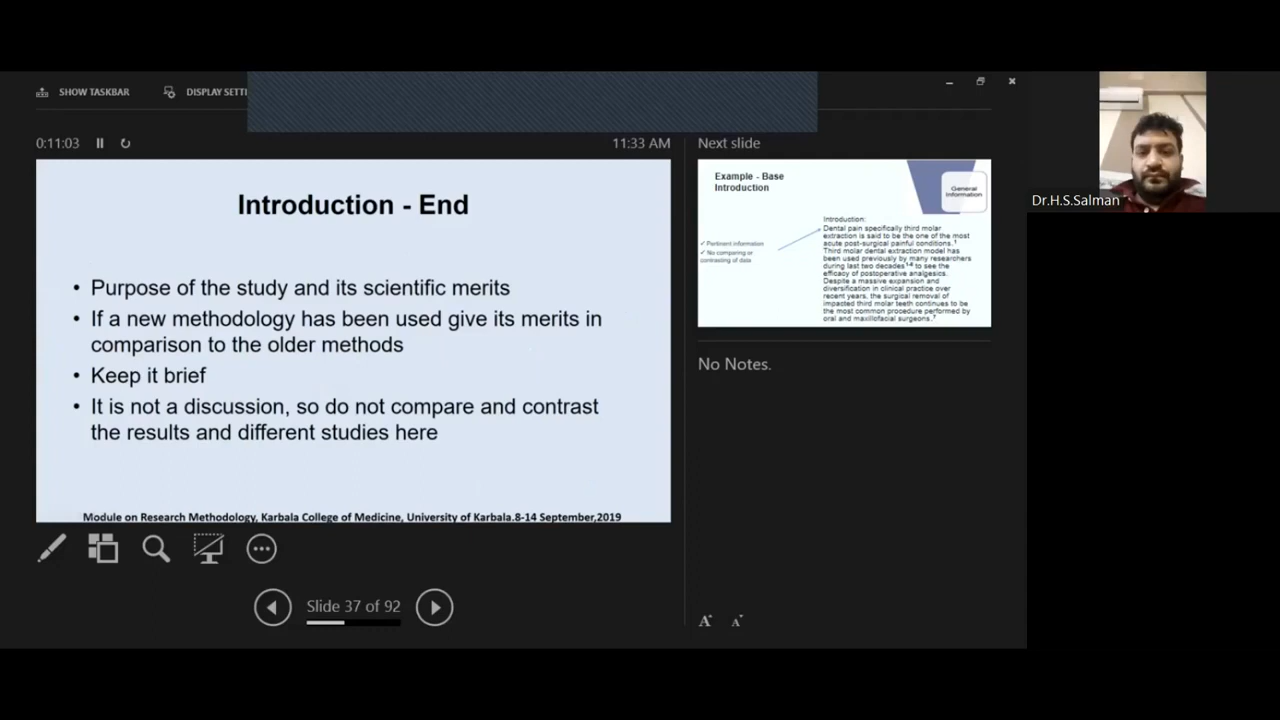 SHOW TASKBAR
DISPLAY SETTI
0:11:03
11:33 AM
Introduction - End
• Purpose of the study and its scientific merits
• If a new methodology has been used give its merits in
comparison to the older methods
• Keep it brief
• It is not a discussion, so do not compare and contrast
the results and different studies here
Module on Research Methodology, Karbala College of Medicine, University of Karbala.8-14 September,2019
Slide 37 of 92
Next slide
Example - Base
Introduction
General
Information
✓ Pertinent information
✓ No comparing or
contrasting of data
Introduction:
Dental pain specifically third molar
extraction is said to be the one of the most
acute post-surgical painful conditions.¹
Third molar dental extraction model has
been used previously by many researchers
during last two decades¹⁻⁶ to see the
efficacy of postoperative analgesics.
Despite a massive expansion and
diversification in clinical practice over
recent years, the surgical removal of
impacted third molar teeth continues to be
the most common procedure performed by
oral and maxillofacial surgeons.⁷
No Notes.
A A
Dr.H.S.Salman